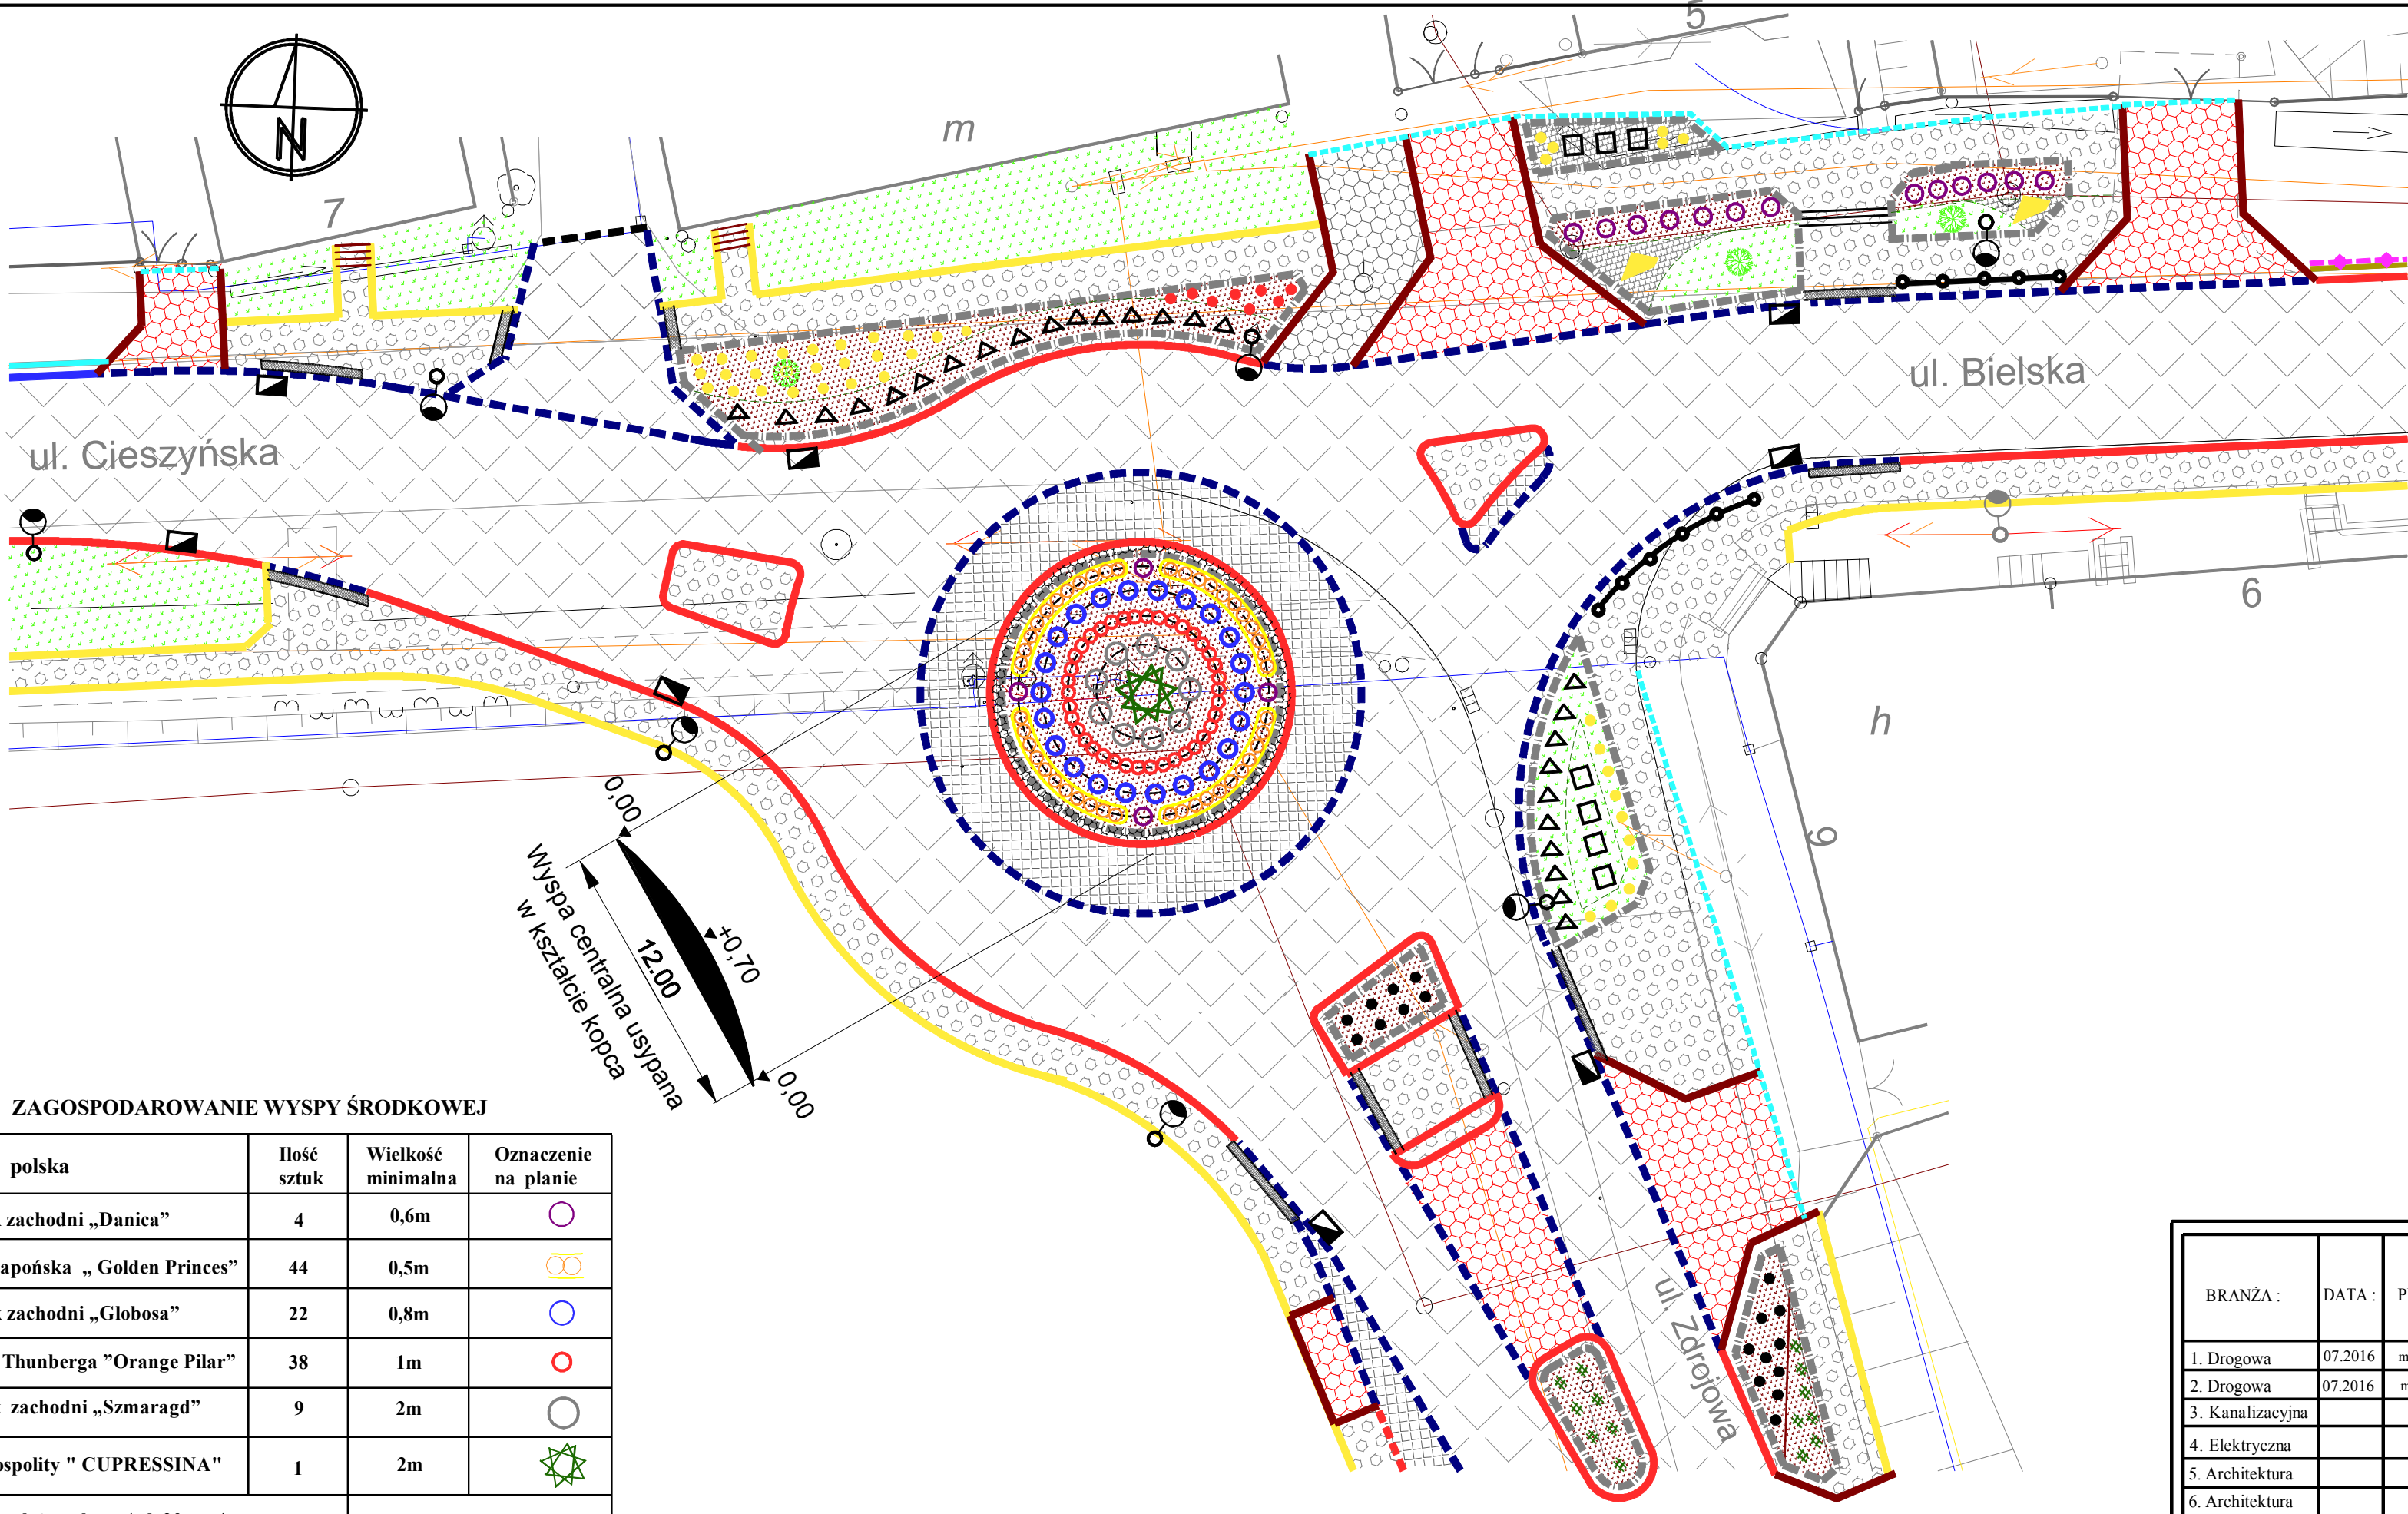 5
N
m
7
ul. Bielska
ul. Cieszyńska
6
h
9
0,00
Wyspa centralna usypana
w kształcie kopca
12.00
+0,70
0,00
ul. Zdrojowa
ZAGOSPODAROWANIE WYSPY ŚRODKOWEJ
polska
Ilość
sztuk
Wielkość
minimalna
Oznaczenie
na planie
zachodni „Danica” 4 0,6m
apońska „ Golden Princes” 44 0,5m
zachodni „Globosa” 22 0,8m
Thunberga ”Orange Pilar” 38 1m
zachodni „Szmaragd” 9 2m
ospolity " CUPRESSINA" 1 2m
BRANŻA : DATA : P
1. Drogowa 07.2016 m
2. Drogowa 07.2016 m
3. Kanalizacyjna
4. Elektryczna
5. Architektura
6. Architektura